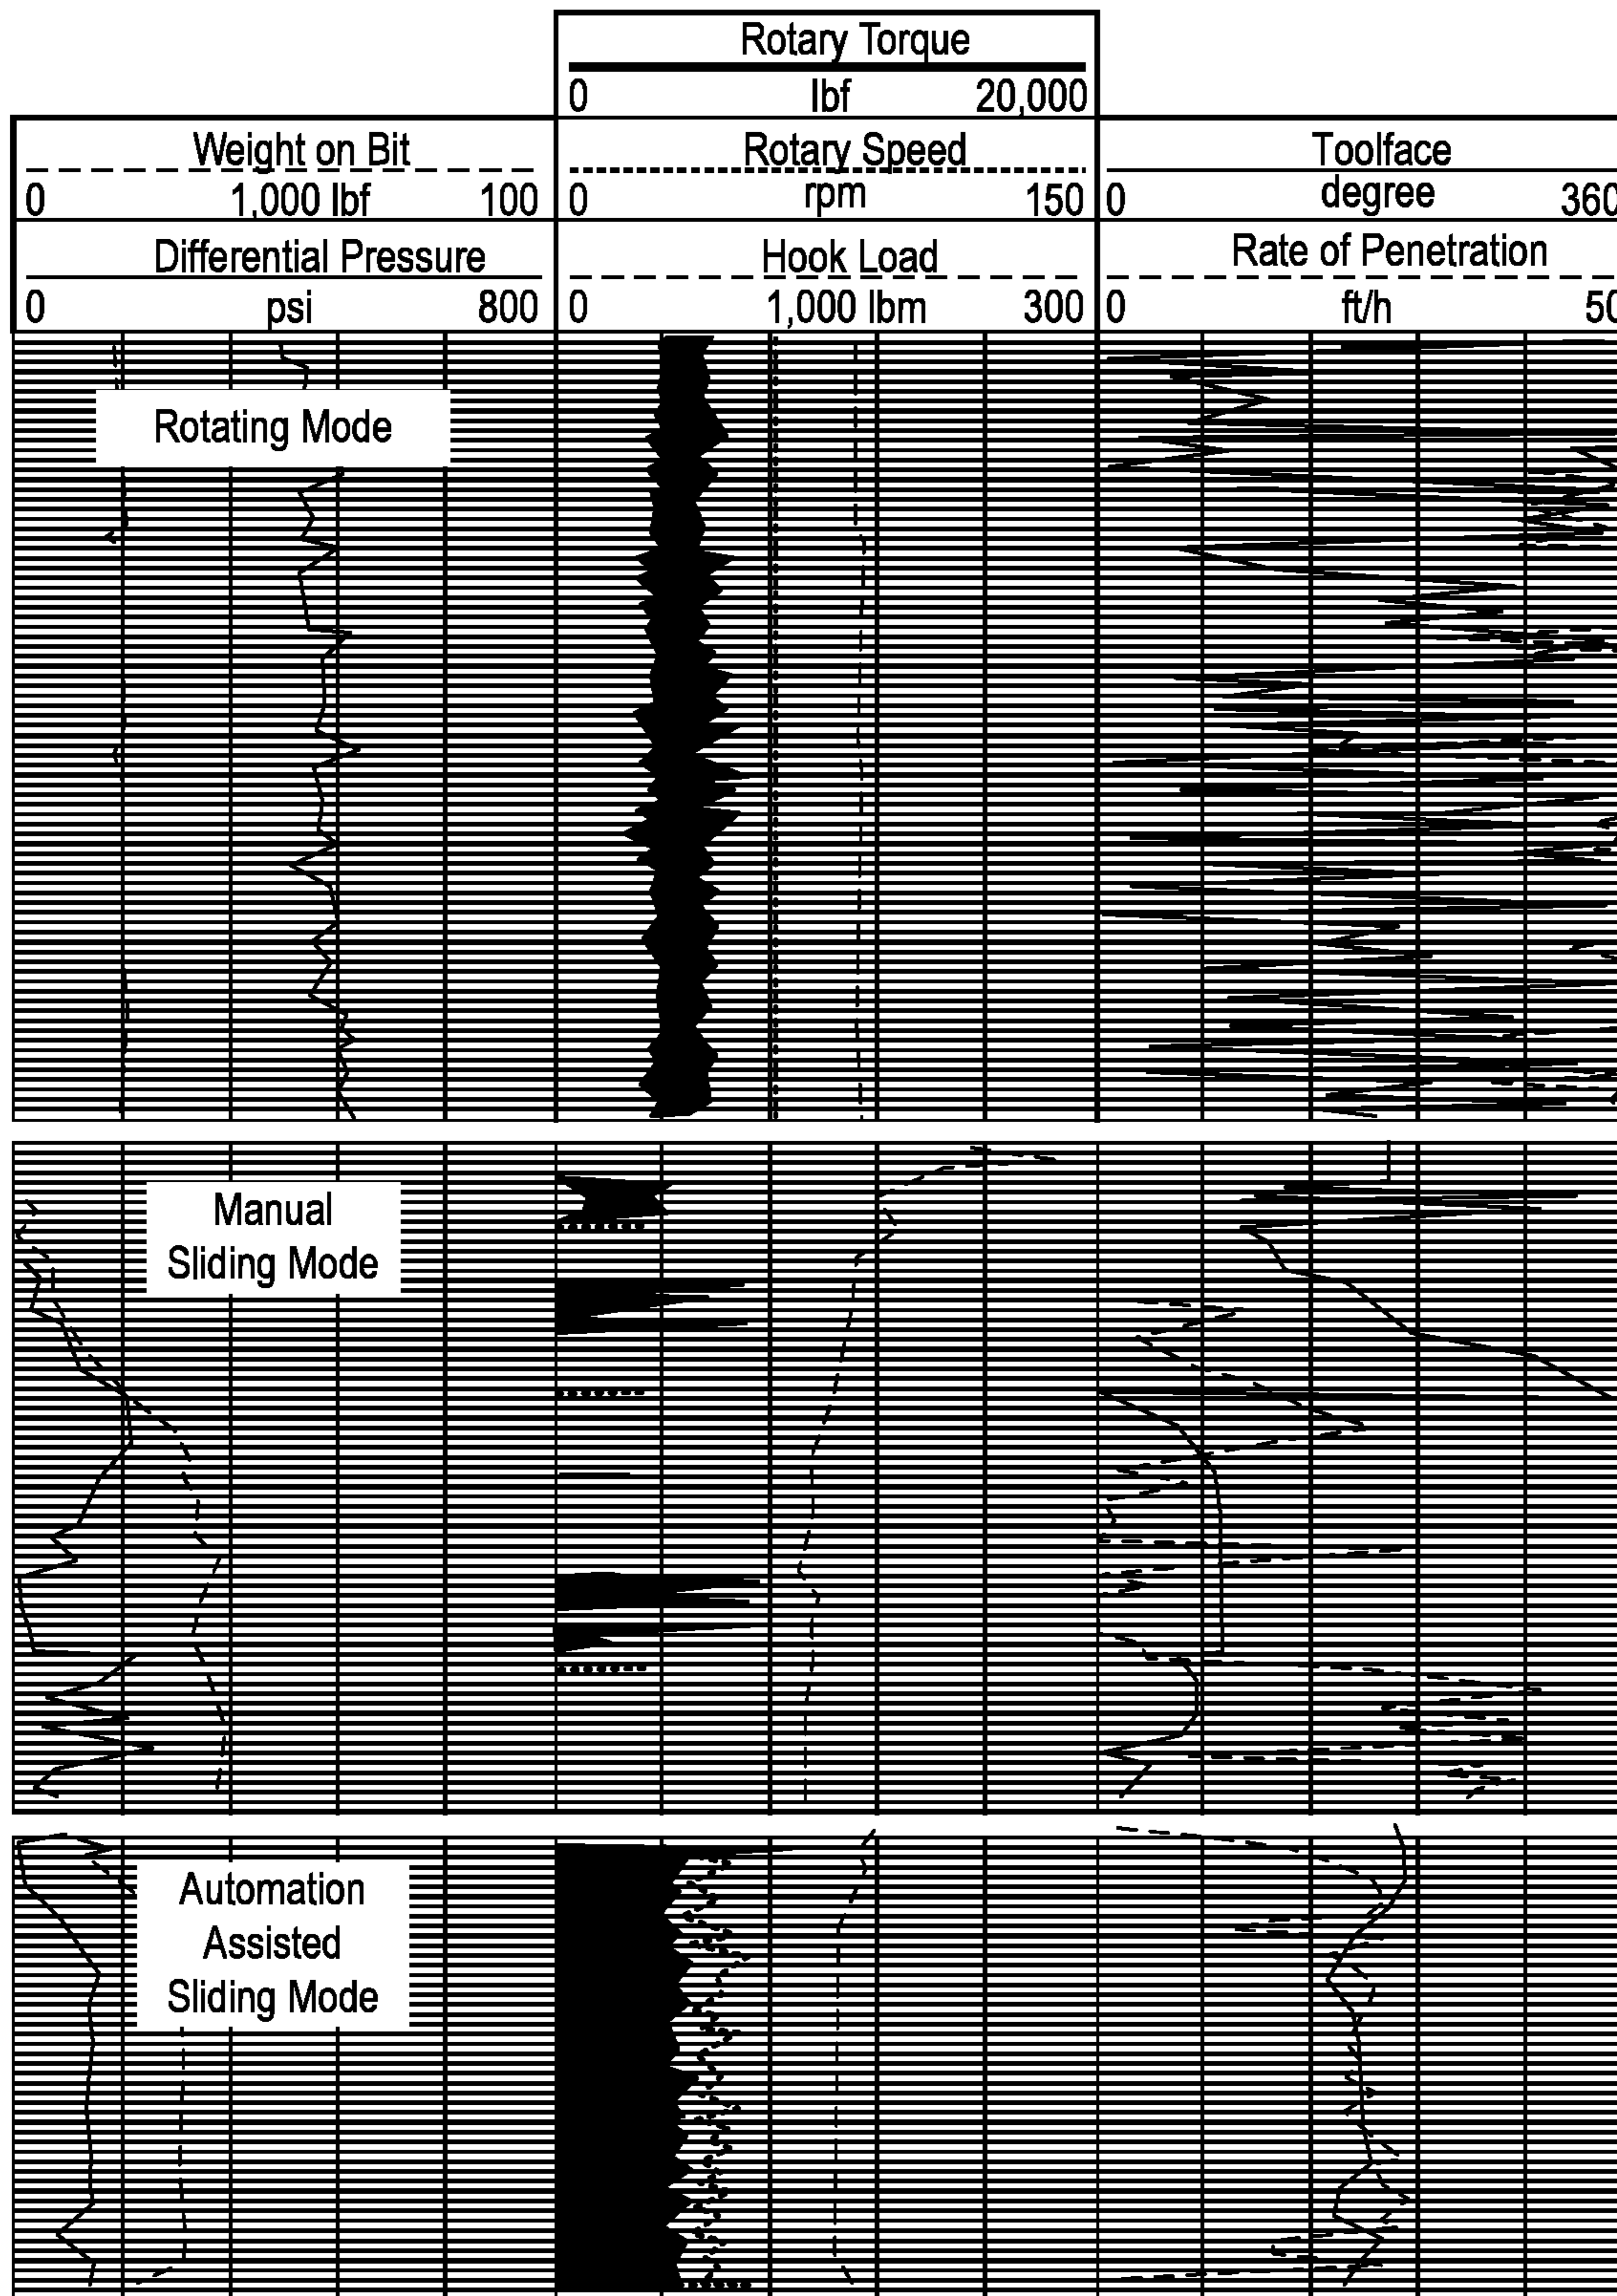 Rotary Torque
0 lbf 20,000
Weight on Bit
0 1,000 lbf 100
Rotary Speed
0 rpm 150
Toolface
0 degree 360
Differential Pressure
0 psi 800
Hook Load
0 1,000 lbm 300
Rate of Penetration
0 ft/h 50
Rotating Mode
Manual
Sliding Mode
Automation
Assisted
Sliding Mode